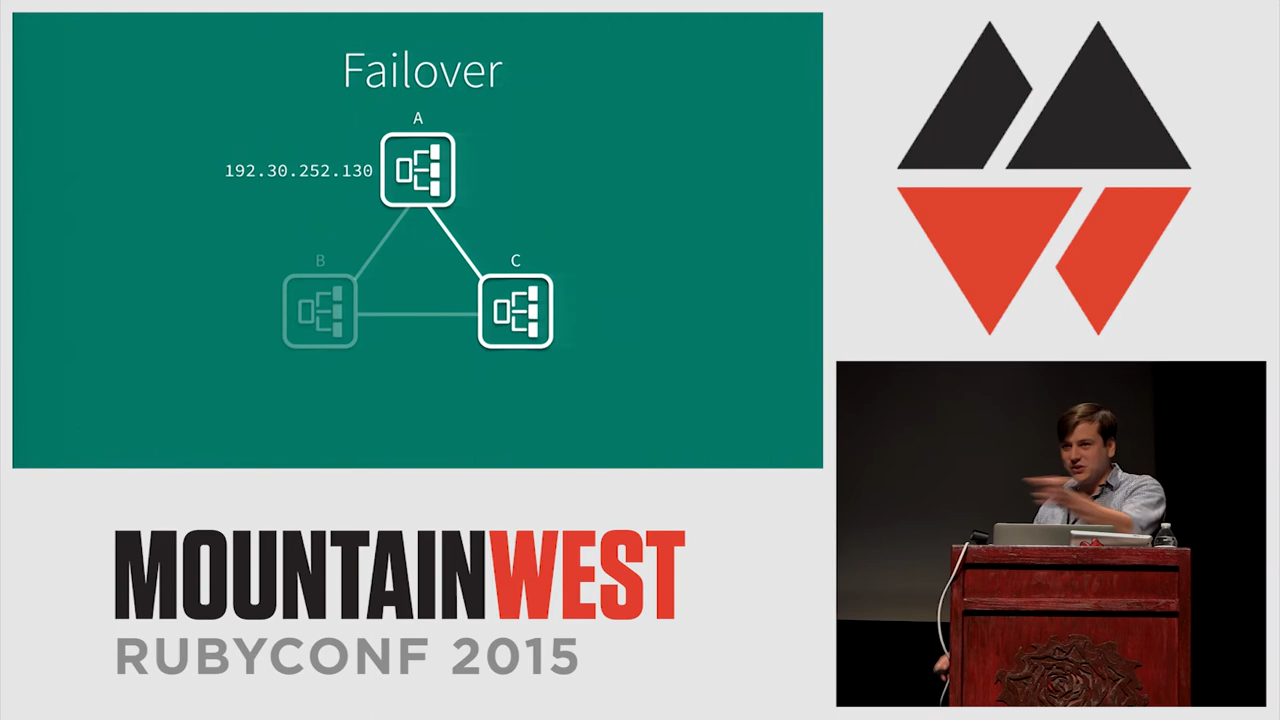 Failover
A
192.30.252.130
B
C
MOUNTAINWEST
RUBYCONF 2015